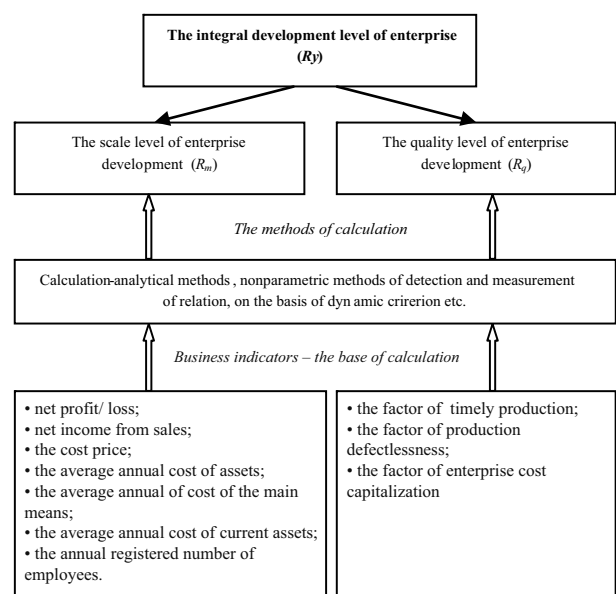 The integral development level of enterprise
(Ry)
The scale level of enterprise
development (Rm)
The quality level of enterprise
development (Rq)
The methods of calculation
Calculation-analytical methods , nonparametric methods of detection and measurement
of relation, on the basis of dyn amic crirerion etc.
Business indicators – the base of calculation
• net profit/ loss;
• net income from sales;
• the cost price;
• the average annual cost of assets;
• the average annual of cost of the main
means;
• the average annual cost of current assets;
• the annual registered number of
employees.
• the factor of timely production;
• the factor of production
defectlessness;
• the factor of enterprise cost
capitalization